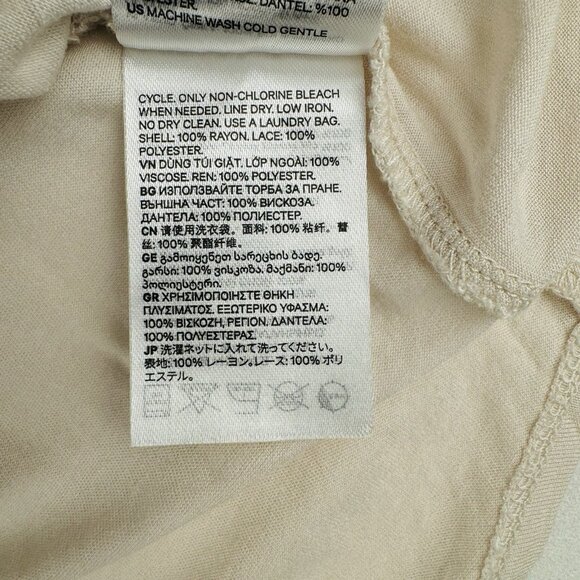 DANTEL: %100
US MACHINE WASH COLD GENTLE
CYCLE. ONLY NON-CHLORINE BLEACH
WHEN NEEDED. LINE DRY. LOW IRON.
NO DRY CLEAN. USE A LAUNDRY BAG.
SHELL: 100% RAYON. LACE: 100%
POLYESTER.
VN DÙNG TÚI GIẶT. LỚP NGOÀI: 100%
VISCOSE. REN: 100% POLYESTER.
BG ИЗПОЛЗВАЙТЕ ТОРБА ЗА ПРАНЕ.
ВЪНШНА ЧАСТ: 100% ВИСКОЗА.
ДАНТЕЛА: 100% ПОЛИЕСТЕР.
CN 请使用洗衣袋。面料: 100% 粘纤。蕾
丝: 100% 聚酯纤维。
GE გამოიყენეთ სარეცხის ბადე.
გარსი: 100% ვისკოზა. მაქმანი: 100%
პოლიესტერი.
GR ΧΡΗΣΙΜΟΠΟΙΗΣΤΕ ΘΗΚΗ
ΠΛΥΣΙΜΑΤΟΣ. ΕΞΩΤΕΡΙΚΟ ΥΦΑΣΜΑ:
100% ΒΙΣΚΟΖΗ, ΡΕΓΙΟΝ. ΔΑΝΤΕΛΑ:
100% ΠΟΛΥΕΣΤΕΡΑΣ.
JP 洗濯ネットに入れて洗ってください。
表地: 100% レーヨン。レース: 100% ポリ
エステル。